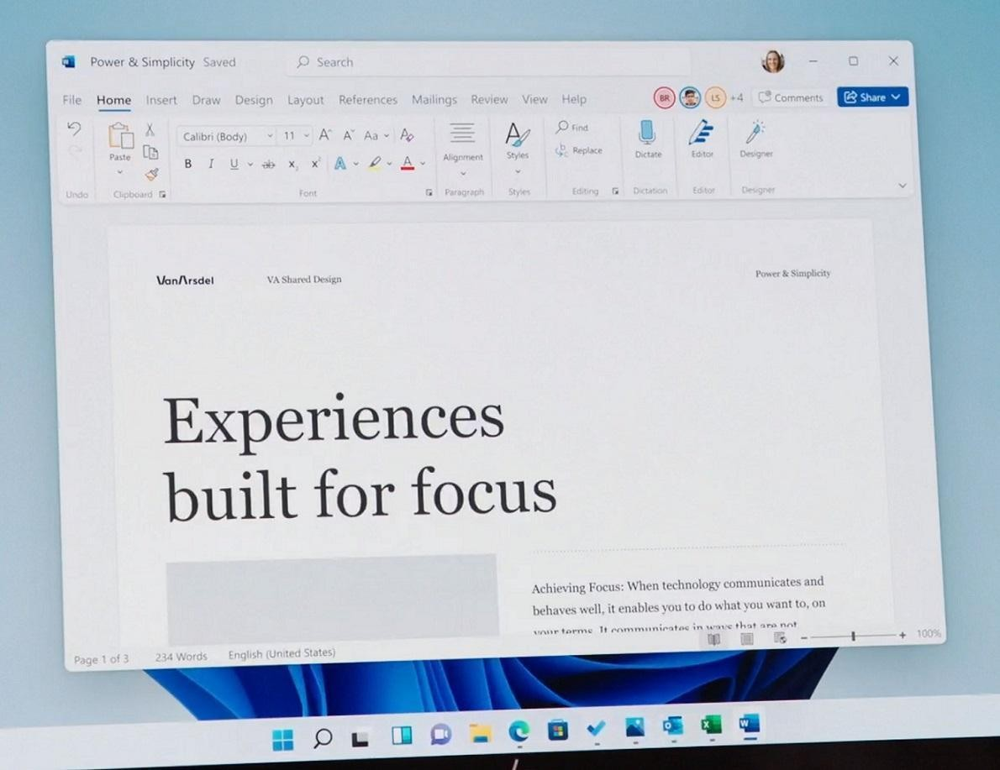 Power & Simplicity Saved
Search
File Home Insert Draw Design Layout References Mailings Review View Help
BR LS +4 Comments Share
Calibri (Body) 11 Aa
Find
Paste Alignment Styles Replace Dictate Editor Designer
B I U ab x x
Undo Clipboard Font Paragraph Styles Editing Dictation Editor Designer
VanArsdel VA Shared Design Power & Simplicity
Experiences
built for focus
Achieving Focus: When technology communicates and
behaves well, it enables you to do what you want to, on
your terms. It communicates in ways that are not
Page 1 of 3 234 Words English (United States) 100%